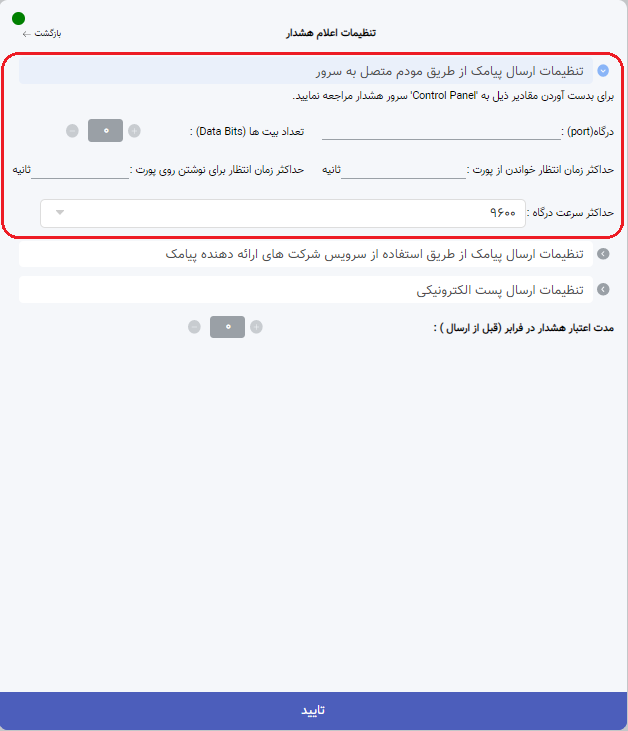 تنظیمات اعلام هشدار
بازگشت ←
تنظیمات ارسال پیامک از طریق مودم متصل به سرور
برای بدست آوردن مقادیر ذیل به 'Control Panel' سرور هشدار مراجعه نمایید.
درگاه(port) : تعداد بیت ها (Data Bits) : + ۰ −
حداکثر زمان انتظار خواندن از پورت : ثانیه حداکثر زمان انتظار برای نوشتن روی پورت : ثانیه
حداکثر سرعت درگاه : ۹۶۰۰
تنظیمات ارسال پیامک از طریق استفاده از سرویس شرکت های ارائه دهنده پیامک
تنظیمات ارسال پست الکترونیکی
مدت اعتبار هشدار در فرابر (قبل از ارسال ) : + ۰ −
تایید